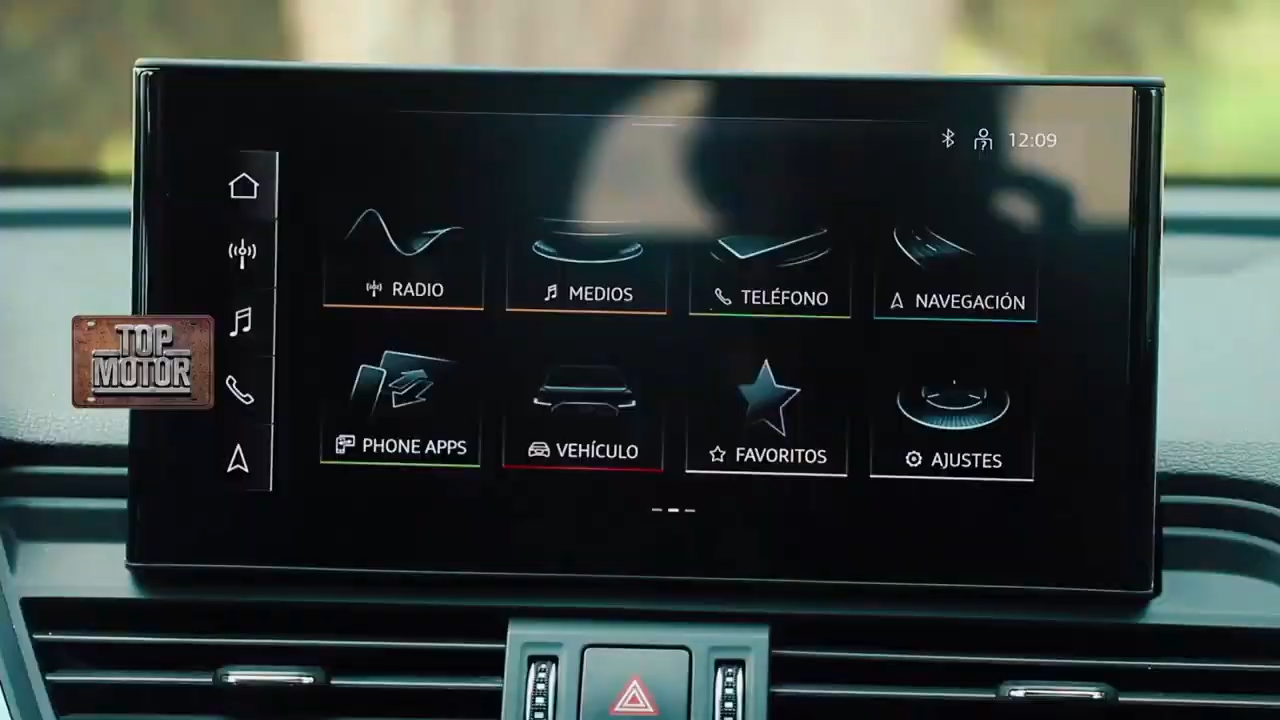 12:09
RADIO
MEDIOS
TELÉFONO
NAVEGACIÓN
TOP
MOTOR
PHONE APPS
VEHÍCULO
FAVORITOS
AJUSTES